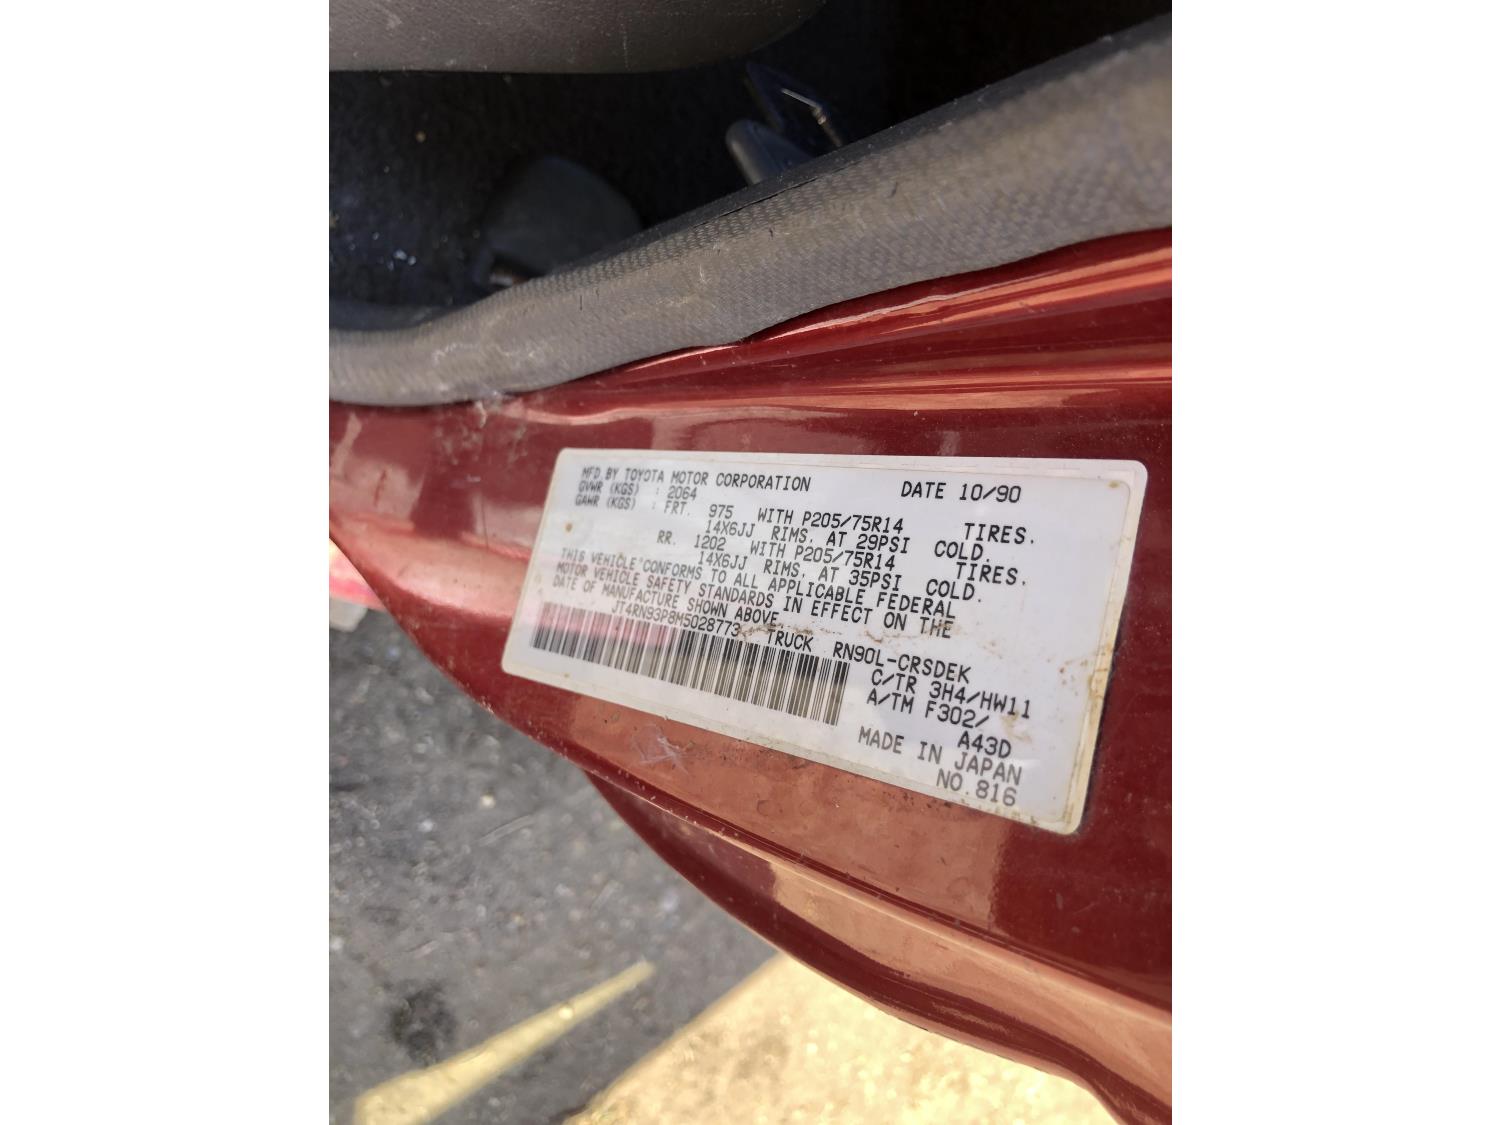 MFD BY TOYOTA MOTOR CORPORATION DATE 10/90
GVWR (KGS) : 2064
GAWR (KGS) : FRT. 975 WITH P205/75R14 TIRES.
14X6JJ RIMS, AT 29PSI COLD.
RR. 1202 WITH P205/75R14 TIRES.
14X6JJ RIMS, AT 35PSI COLD.
THIS VEHICLE CONFORMS TO ALL APPLICABLE FEDERAL
MOTOR VEHICLE SAFETY STANDARDS IN EFFECT ON THE
DATE OF MANUFACTURE SHOWN ABOVE.
JT4RN93P8M5028773 TRUCK RN90L-CRSDEK
C/TR 3H4/HW11
A/TM F302/
A43D
MADE IN JAPAN
NO.816